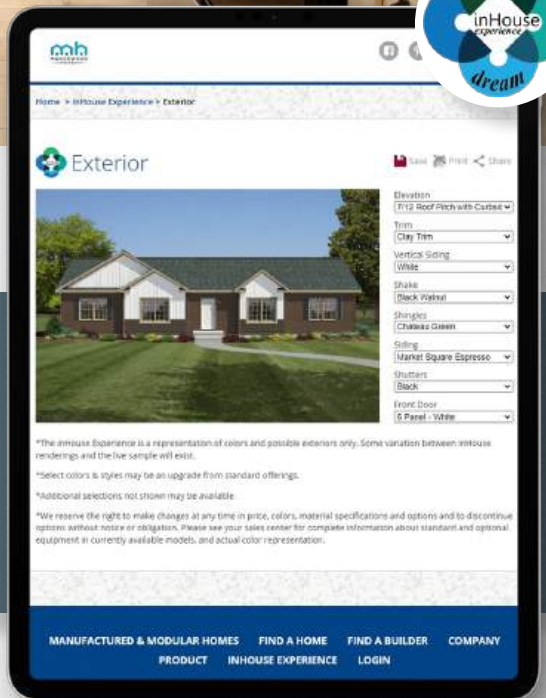 inHouse
experience
dream
mh
Home > InHouse Experience > Exterior
Exterior
Save Print Share
Elevation
7/12 Roof Pitch with Curbsid
Trim
Clay Trim
Vertical Siding
White
Shake
Black Walnut
Shingles
Chateau Green
Siding
Market Square Espresso
Shutters
Black
Front Door
6 Panel - White
*The InHouse Experience is a representation of colors and possible exteriors only. Some variation between InHouse
renderings and the live sample will exist.
*Select colors & styles may be an upgrade from standard offerings.
*Additional selections not shown may be available
*We reserve the right to make changes at any time in price, colors, material specifications and options and to discontinue
options without notice or obligation. Please see your sales center for complete information about standard and optional
equipment in currently available models, and actual color representation.
MANUFACTURED & MODULAR HOMES FIND A HOME FIND A BUILDER COMPANY
PRODUCT INHOUSE EXPERIENCE LOGIN